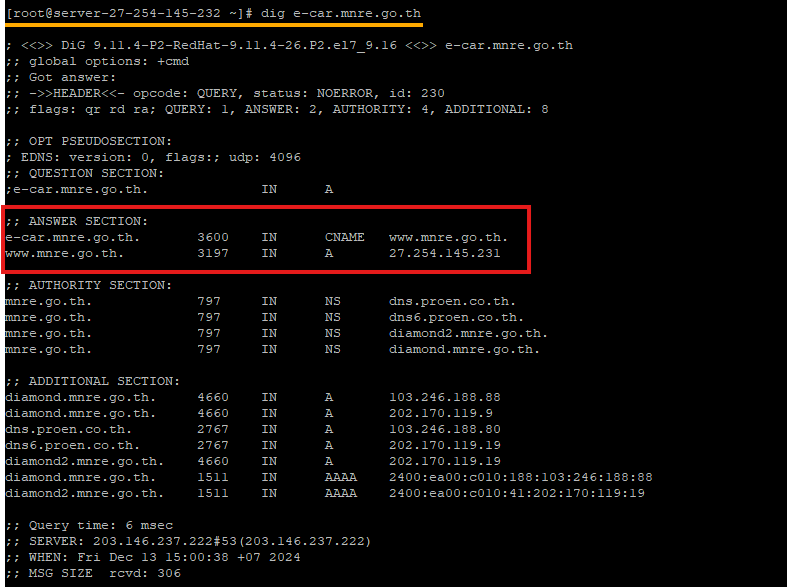 [root@server-27-254-145-232 ~]# dig e-car.mnre.go.th
; <<>> DiG 9.11.4-P2-RedHat-9.11.4-26.P2.el7_9.16 <<>> e-car.mnre.go.th
;; global options: +cmd
;; Got answer:
;; ->>HEADER<<- opcode: QUERY, status: NOERROR, id: 230
;; flags: qr rd ra; QUERY: 1, ANSWER: 2, AUTHORITY: 4, ADDITIONAL: 8
;; OPT PSEUDOSECTION:
; EDNS: version: 0, flags:; udp: 4096
;; QUESTION SECTION:
;e-car.mnre.go.th. IN A
;; ANSWER SECTION:
e-car.mnre.go.th. 3600 IN CNAME www.mnre.go.th.
www.mnre.go.th. 3197 IN A 27.254.145.231
;; AUTHORITY SECTION:
mnre.go.th. 797 IN NS dns.proen.co.th.
mnre.go.th. 797 IN NS dns6.proen.co.th.
mnre.go.th. 797 IN NS diamond2.mnre.go.th.
mnre.go.th. 797 IN NS diamond.mnre.go.th.
;; ADDITIONAL SECTION:
diamond.mnre.go.th. 4660 IN A 103.246.188.88
diamond.mnre.go.th. 4660 IN A 202.170.119.9
dns.proen.co.th. 2767 IN A 103.246.188.80
dns6.proen.co.th. 2767 IN A 202.170.119.19
diamond2.mnre.go.th. 4660 IN A 202.170.119.19
diamond.mnre.go.th. 1511 IN AAAA 2400:ea00:c010:188:103:246:188:88
diamond2.mnre.go.th. 1511 IN AAAA 2400:ea00:c010:41:202:170:119:19
;; Query time: 6 msec
;; SERVER: 203.146.237.222#53(203.146.237.222)
;; WHEN: Fri Dec 13 15:00:38 +07 2024
;; MSG SIZE rcvd: 306